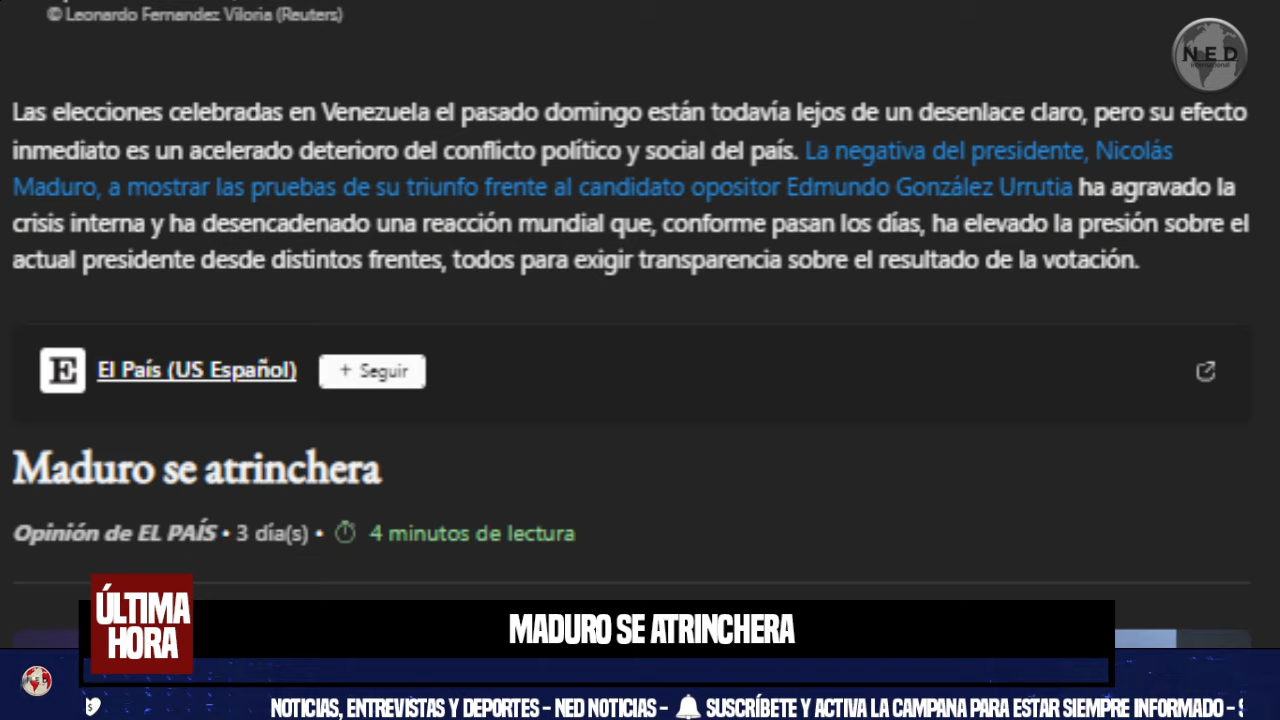 © Leonardo Fernandez Viloria (Reuters)
NED
international
Las elecciones celebradas en Venezuela el pasado domingo están todavía lejos de un desenlace claro, pero su efecto
inmediato es un acelerado deterioro del conflicto político y social del país. La negativa del presidente, Nicolás
Maduro, a mostrar las pruebas de su triunfo frente al candidato opositor Edmundo González Urrutia ha agravado la
crisis interna y ha desencadenado una reacción mundial que, conforme pasan los días, ha elevado la presión sobre el
actual presidente desde distintos frentes, todos para exigir transparencia sobre el resultado de la votación.
E El País (US Español) + Seguir
Maduro se atrinchera
Opinión de EL PAÍS • 3 día(s) • 4 minutos de lectura
ÚLTIMA
HORA
MADURO SE ATRINCHERA
NOTICIAS, ENTREVISTAS Y DEPORTES - NED NOTICIAS - SUSCRÍBETE Y ACTIVA LA CAMPANA PARA ESTAR SIEMPRE INFORMADO -